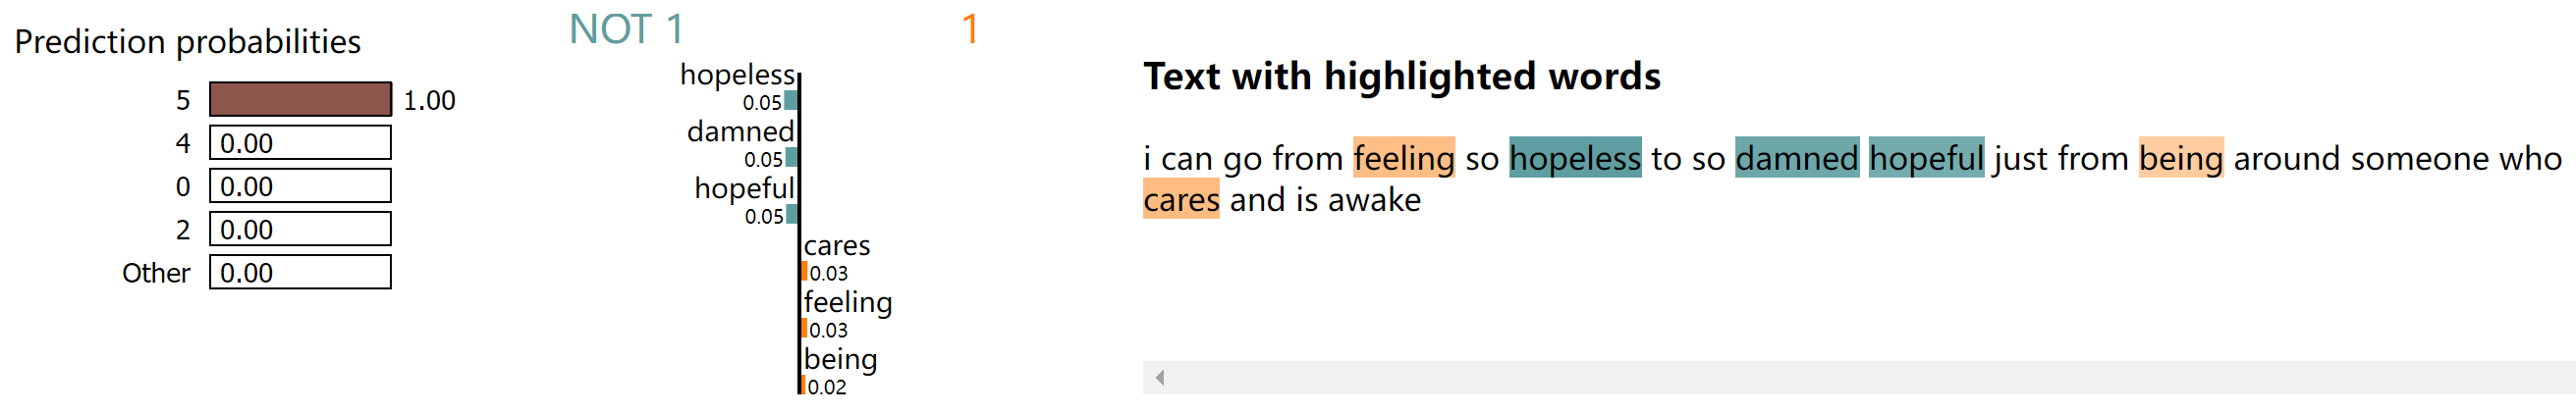 Prediction probabilities
5 1.00
4 0.00
0 0.00
2 0.00
Other 0.00
NOT 1 1
hopeless
0.05
damned
0.05
hopeful
0.05
cares
0.03
feeling
0.03
being
0.02
Text with highlighted words
i can go from feeling so hopeless to so damned hopeful just from being around someone who
cares and is awake